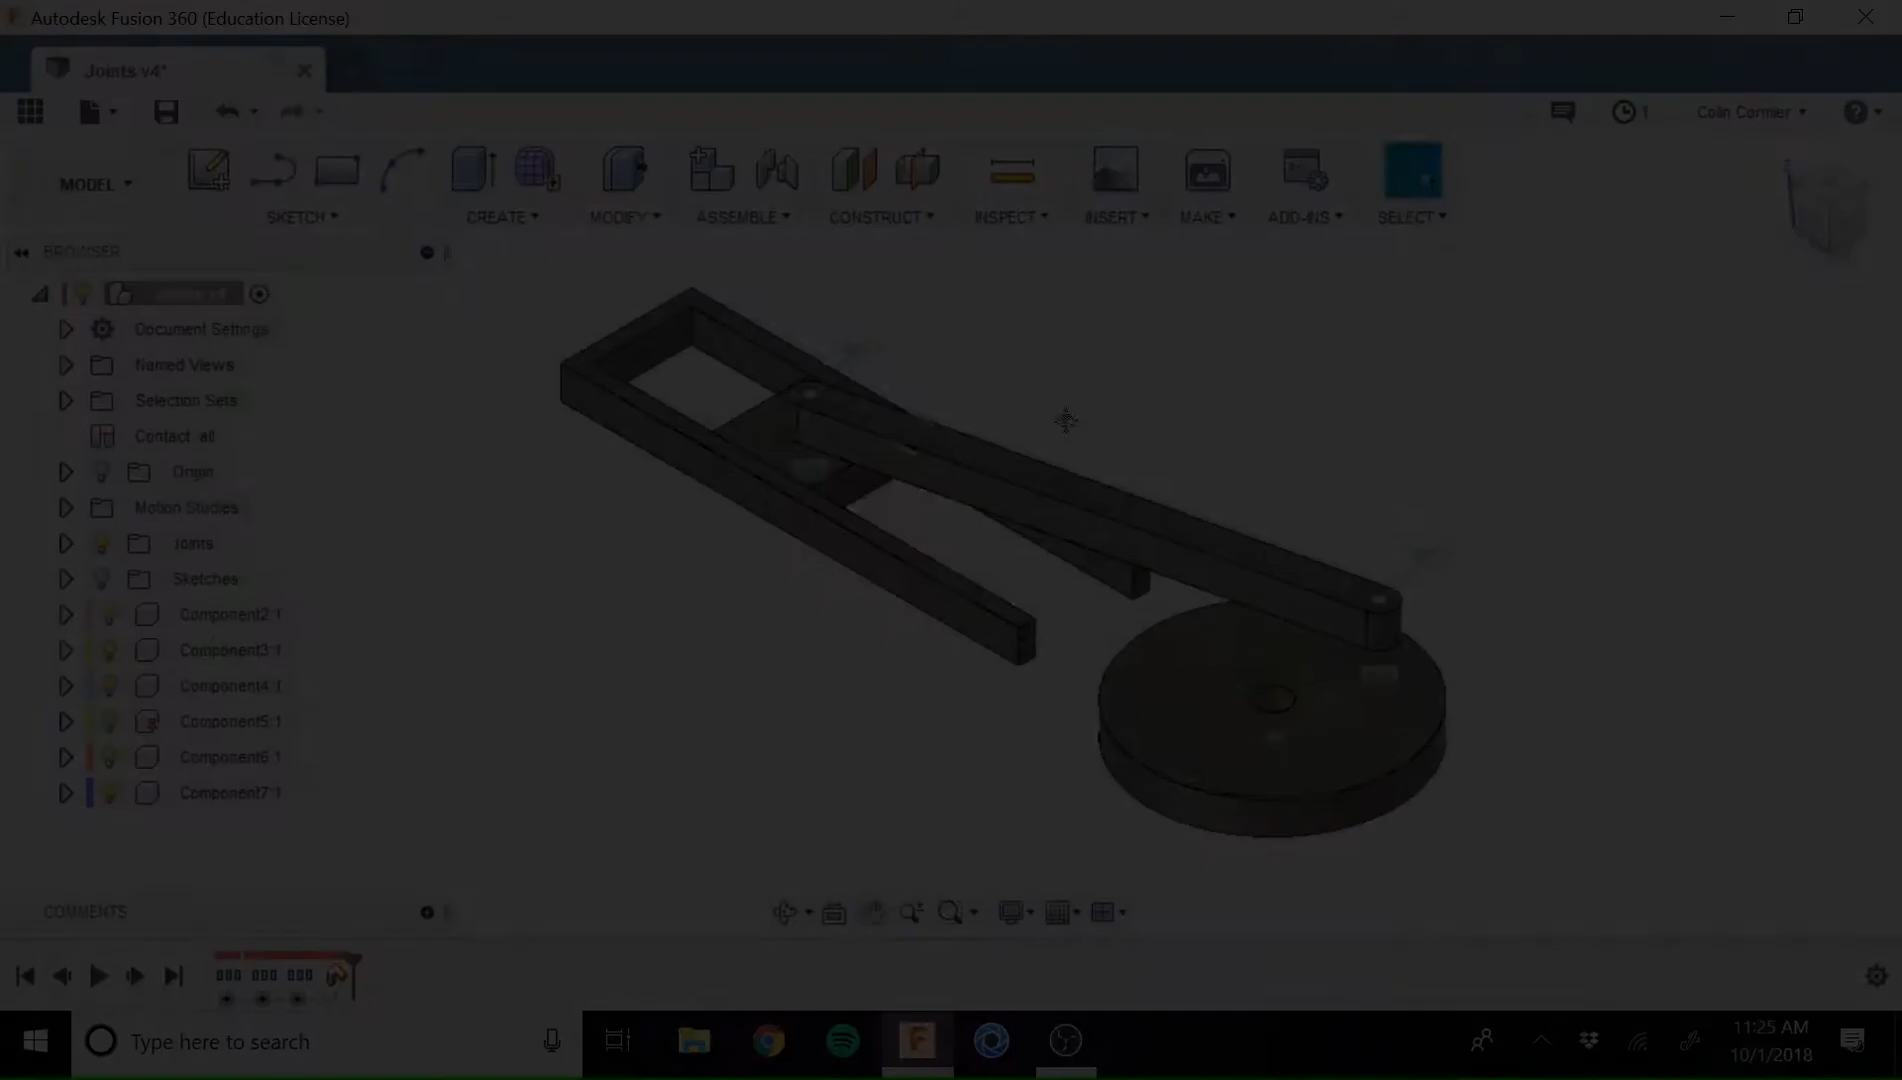 Autodesk Fusion 360 (Education License)
Joints v4*
1
Colin Cormier
MODEL
SKETCH
CREATE
MODIFY
ASSEMBLE
CONSTRUCT
INSPECT
INSERT
MAKE
ADD-INS
SELECT
BROWSER
Document Settings
Named Views
Selection Sets
Contact: all
Origin
Motion Studies
Joints
Sketches
Component2:1
Component3:1
Component4:1
Component5:1
Component6:1
Component7:1
COMMENTS
Type here to search
11:25 AM
10/1/2018